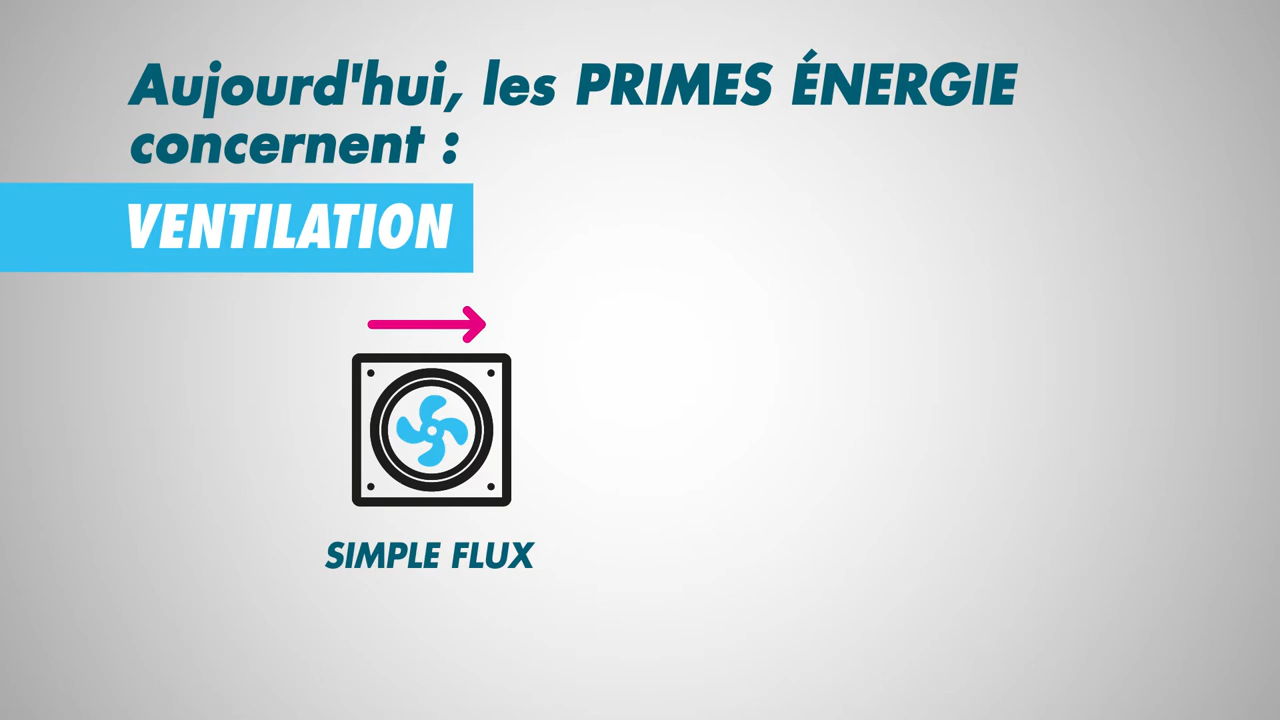 Aujourd'hui, les PRIMES ÉNERGIE
concernent :
VENTILATION
SIMPLE FLUX